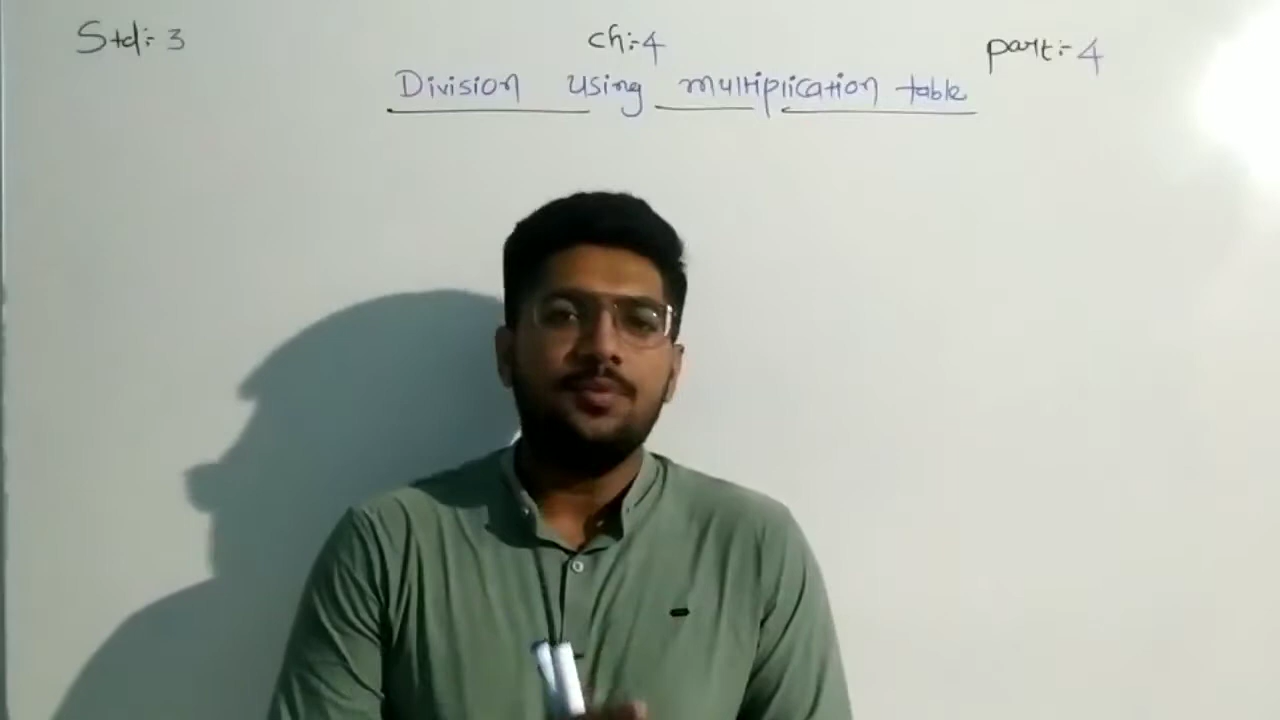 Std:- 3
ch:-4
part:- 4
Division using multiplication table